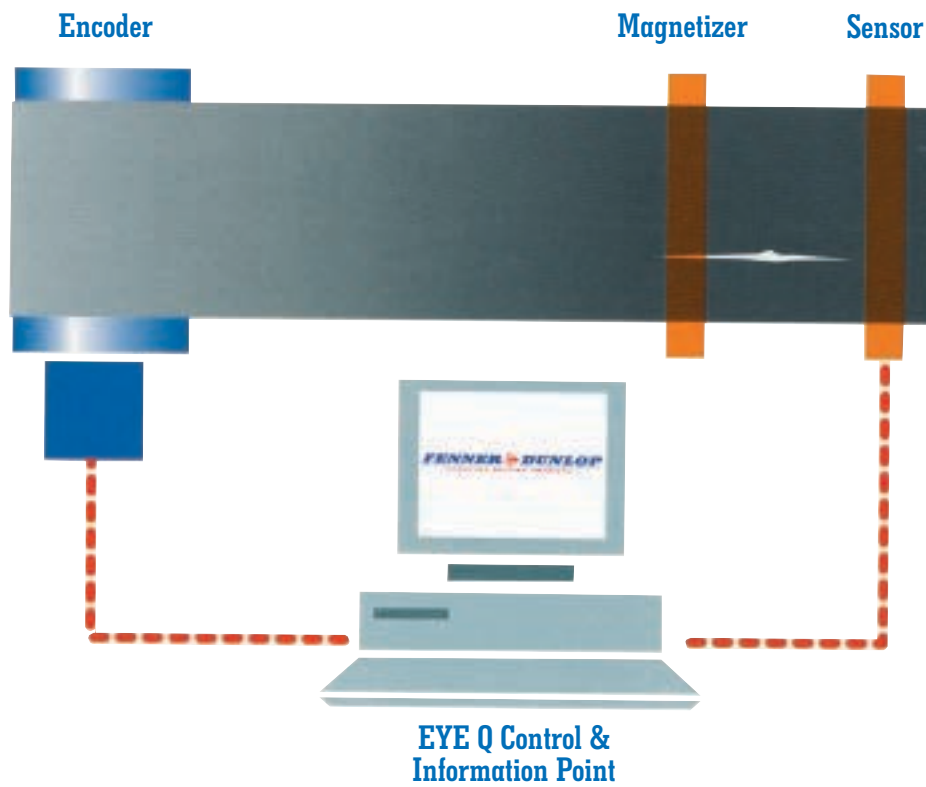 Encoder
Magnetizer
Sensor
FENNER DUNLOP
EYE Q Control &
Information Point